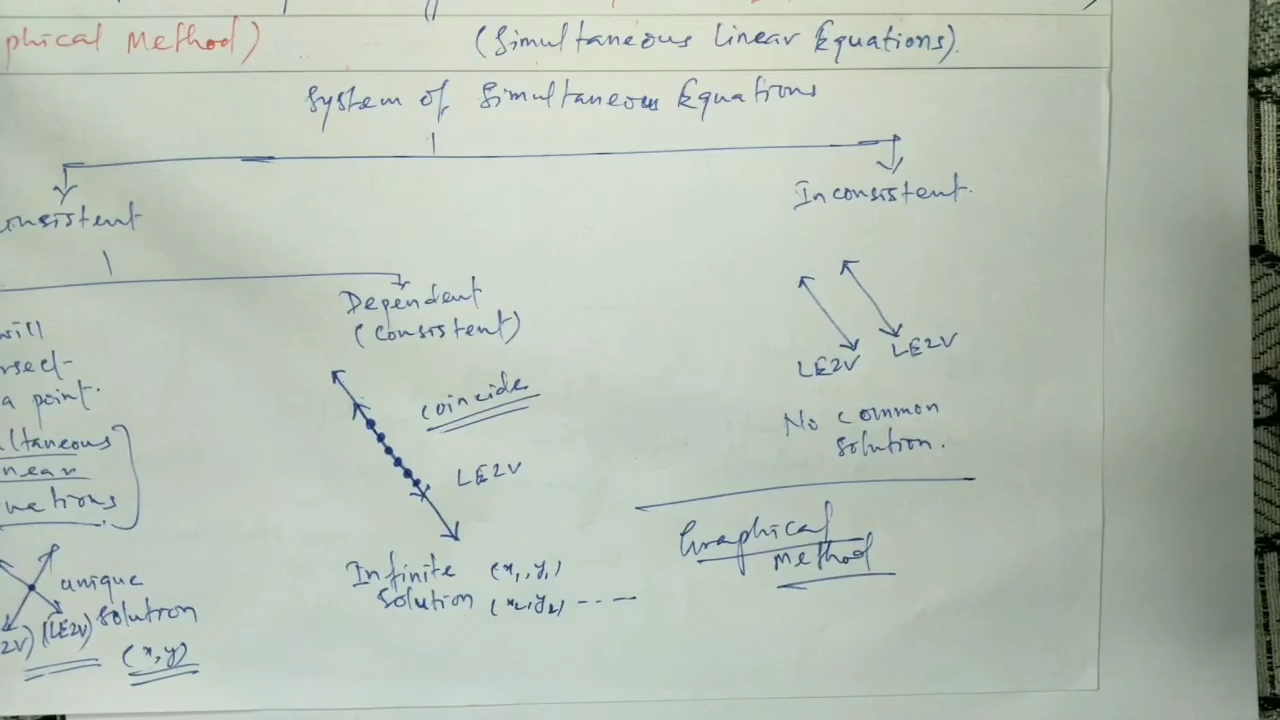 phical Method)
(Simultaneous Linear Equations).
System of Simultaneous Equations
onsistent
Inconsistent.
Dependent
(Consistent)
will
rsect-
a point.
ltaneous
near
uations
unique
solution
2V) (LE2V)
(x,y)
coincide
LE2V
Infinite (x1,y1)
solution (x2,y2) ----
LE2V LE2V
No common
solution.
Graphical
Method